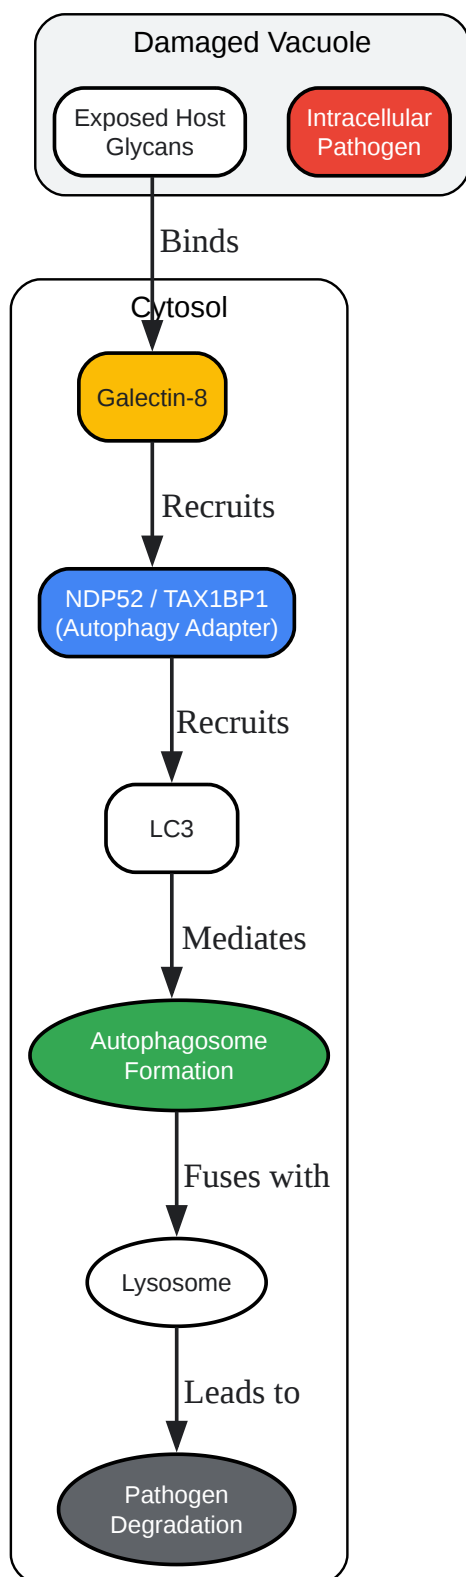 Damaged Vacuole
Exposed Host
Glycans
Intracellular
Pathogen
Binds
Cytosol
Galectin-8
Recruits
NDP52 / TAX1BP1
(Autophagy Adapter)
Recruits
LC3
Mediates
Autophagosome
Formation
Fuses with
Lysosome
Leads to
Pathogen
Degradation